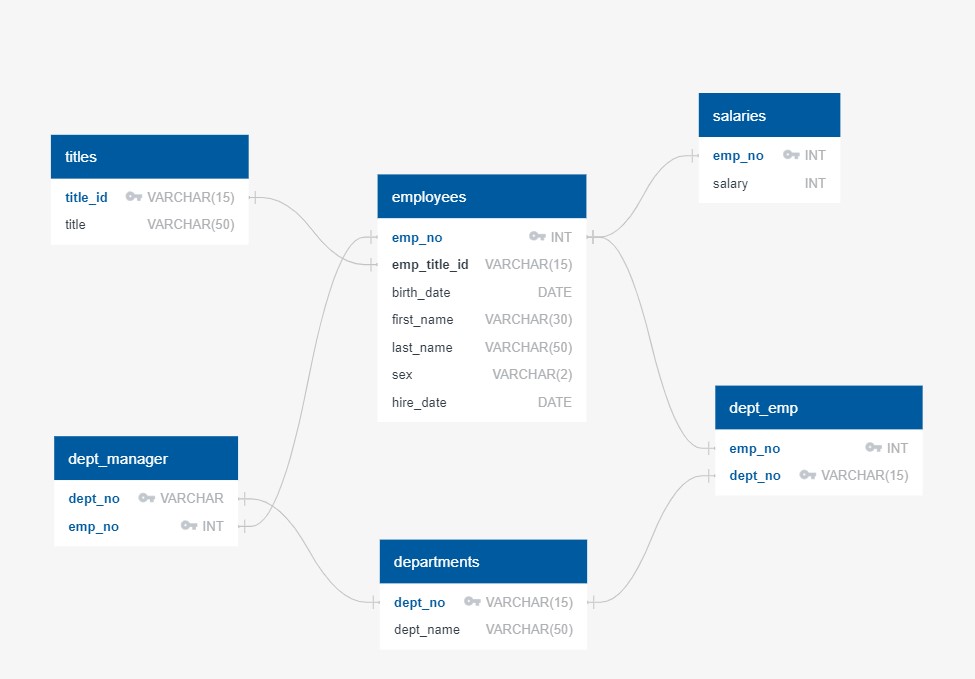 titles
title_id VARCHAR(15)
title VARCHAR(50)
employees
emp_no INT
emp_title_id VARCHAR(15)
birth_date DATE
first_name VARCHAR(30)
last_name VARCHAR(50)
sex VARCHAR(2)
hire_date DATE
salaries
emp_no INT
salary INT
dept_manager
dept_no VARCHAR
emp_no INT
departments
dept_no VARCHAR(15)
dept_name VARCHAR(50)
dept_emp
emp_no INT
dept_no VARCHAR(15)